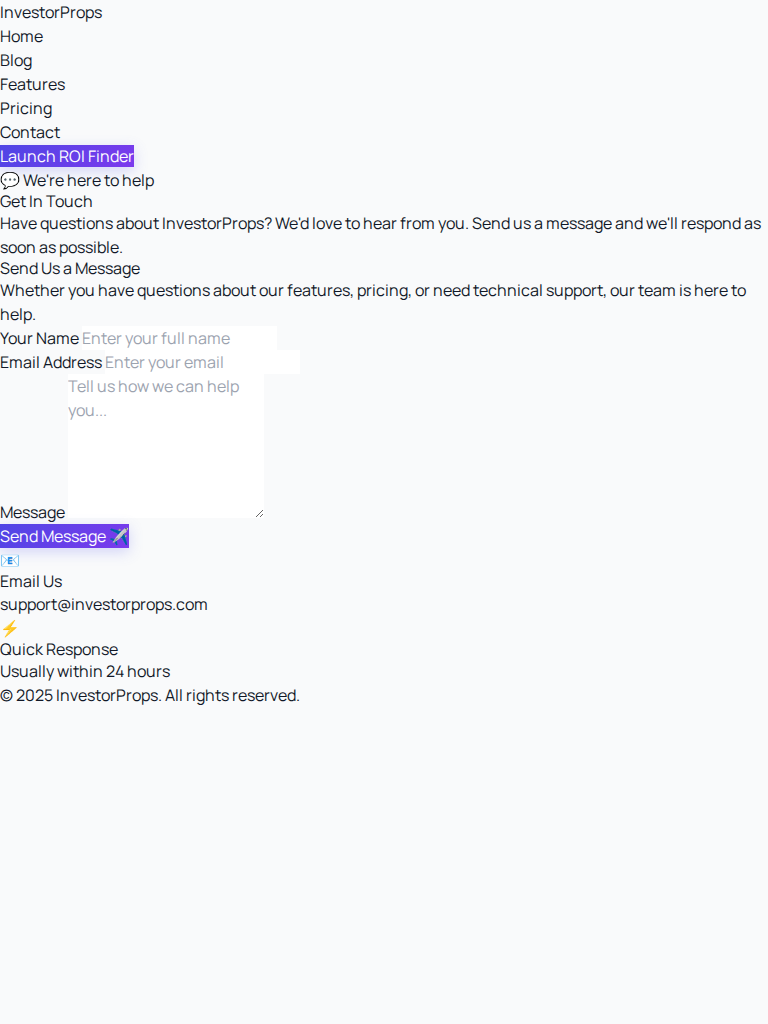 InvestorProps
Home
Blog
Features
Pricing
Contact
Launch ROI Finder
💬 We're here to help
Get In Touch
Have questions about InvestorProps? We'd love to hear from you. Send us a message and we'll respond as
soon as possible.
Send Us a Message
Whether you have questions about our features, pricing, or need technical support, our team is here to
help.
Your Name Enter your full name
Email Address Enter your email
Tell us how we can help
you...
Message
Send Message ✈️
📧
Email Us
support@investorprops.com
⚡
Quick Response
Usually within 24 hours
© 2025 InvestorProps. All rights reserved.